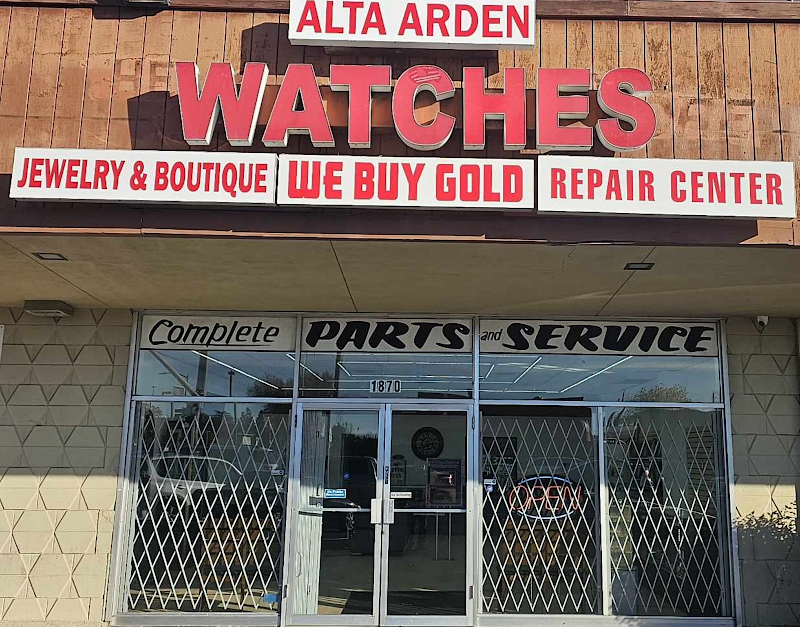 ALTA ARDEN
WATCHES
JEWELRY & BOUTIQUE WE BUY GOLD REPAIR CENTER
Complete PARTS and SERVICE
1870
OPEN